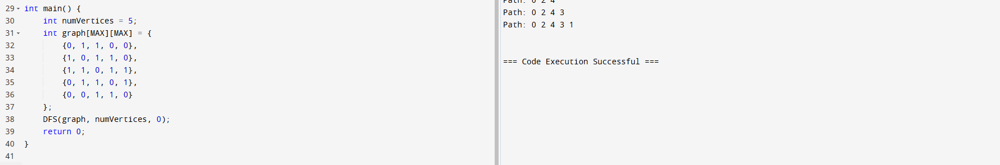 29 int main() {
30 int numVertices = 5;
31 int graph[MAX][MAX] = {
32 {0, 1, 1, 0, 0},
33 {1, 0, 1, 1, 0},
34 {1, 1, 0, 1, 1},
35 {0, 1, 1, 0, 1},
36 {0, 0, 1, 1, 0}
37 };
38 DFS(graph, numVertices, 0);
39 return 0;
40 }
41
Path: 0 2 4
Path: 0 2 4 3
Path: 0 2 4 3 1
=== Code Execution Successful ===